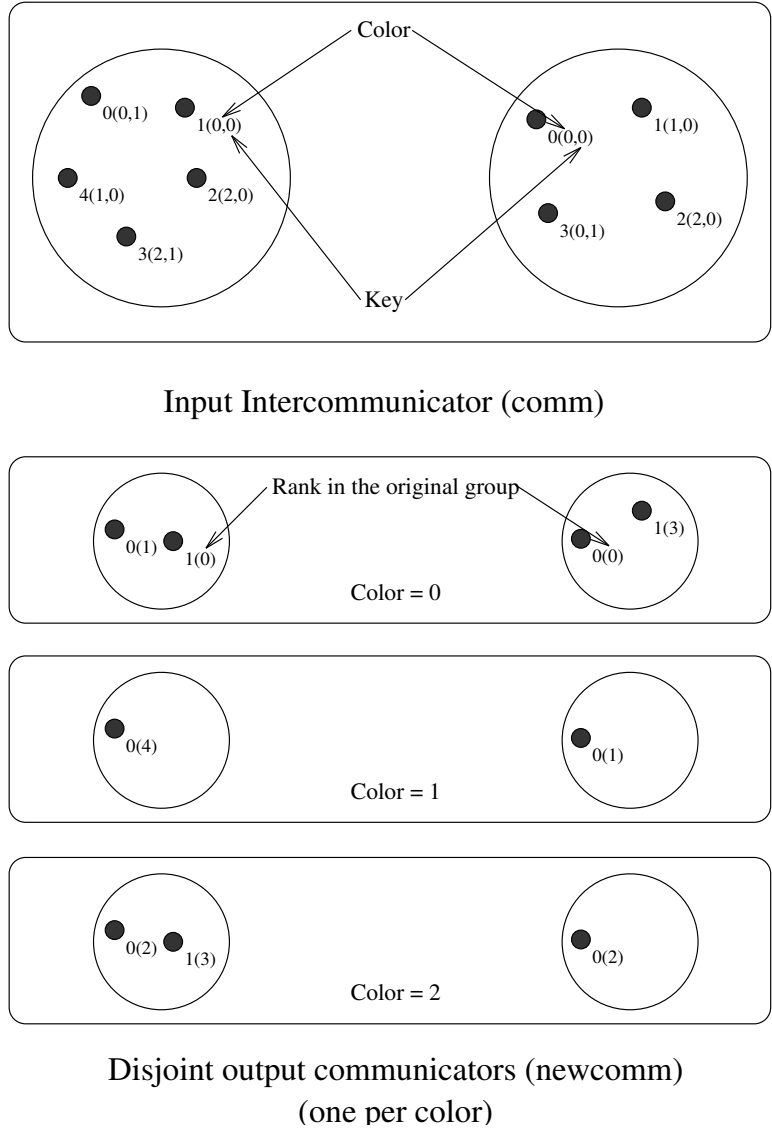 Color
0(0,1)
1(0,0)
0(0,0)
1(1,0)
4(1,0)
2(2,0)
3(0,1)
2(2,0)
3(2,1)
Key
Input Intercommunicator (comm)
Rank in the original group
0(1)
1(0)
0(0)
1(3)
Color = 0
0(4)
0(1)
Color = 1
0(2)
1(3)
0(2)
Color = 2
Disjoint output communicators (newcomm)
(one per color)